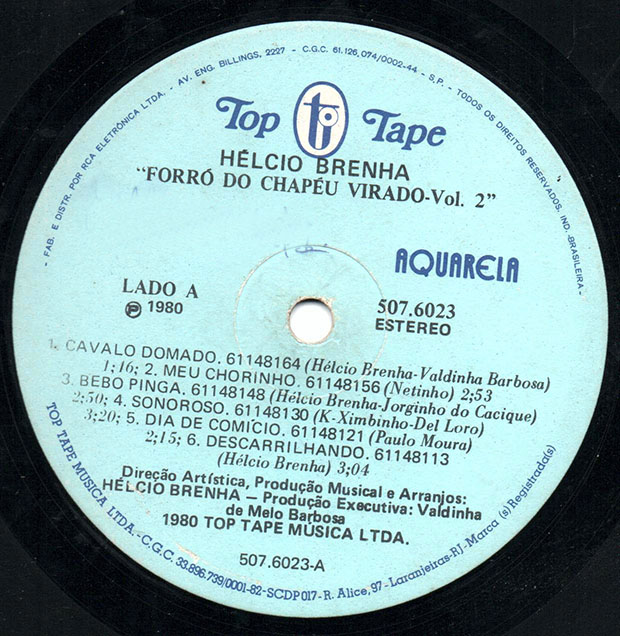 - FAB. E DISTR. POR RCA ELETRÔNICA LTDA. - AV. ENG. BILLINGS, 2227 - C.G.C. 61.126.074/0002-44 - S.P. - TODOS OS DIREITOS RESERVADOS. IND. BRASILEIRA -
Top tt Tape
HÉLCIO BRENHA
"FORRÓ DO CHAPÉU VIRADO-Vol. 2"
AQUARELA
LADO A
℗ 1980
507.6023
ESTEREO
1. CAVALO DOMADO. 61148164 (Hélcio Brenha-Valdinha Barbosa)
1;16; 2. MEU CHORINHO. 61148156 (Netinho) 2;53
3. BEBO PINGA. 61148148 (Hélcio Brenha-Jorginho do Cacique)
2;50; 4. SONOROSO. 61148130 (K-Ximbinho-Del Loro)
3;20; 5. DIA DE COMÍCIO. 61148121 (Paulo Moura)
2;15; 6. DESCARRILHANDO. 61148113
(Hélcio Brenha) 3;04
Direção Artística, Produção Musical e Arranjos:
HÉLCIO BRENHA — Produção Executiva: Valdinha
de Melo Barbosa
1980 TOP TAPE MÚSICA LTDA.
507.6023-A
TOP TAPE MÚSICA LTDA.-C.G.C. 33.896.739/0001-82-SCDP017-R. Alice, 97-Laranjeiras-RJ-Marca (s) Registrada(s)